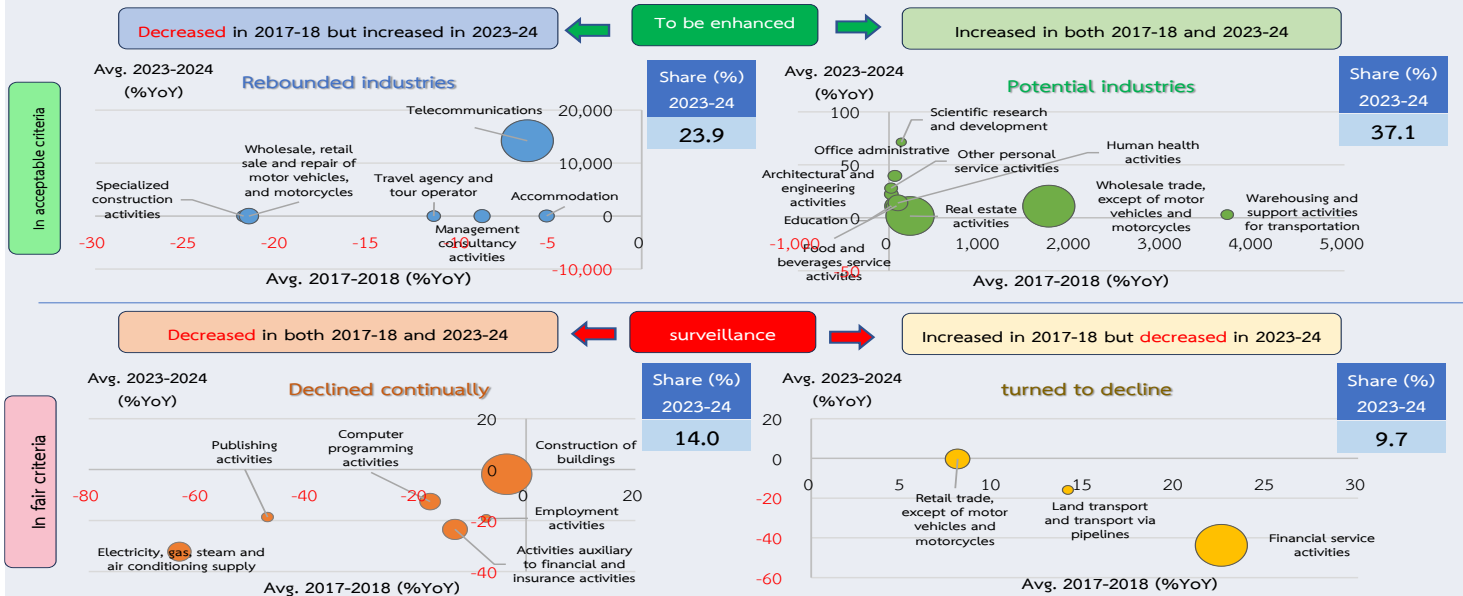 To be enhanced
Decreased in 2017-18 but increased in 2023-24
Increased in both 2017-18 and 2023-24
In acceptable criteria
Avg. 2023-2024
(%YoY)
Rebounded industries
Share (%)
2023-24
23.9
Telecommunications
Wholesale, retail
sale and repair of
motor vehicles,
and motorcycles
Specialized
construction
activities
Travel agency and
tour operator
Accommodation
Management
consultancy
activities
20,000
10,000
0
-10,000
-30
-25
-20
-15
-10
-5
0
Avg. 2017-2018 (%YoY)
Avg. 2023-2024
(%YoY)
Potential industries
Share (%)
2023-24
37.1
Scientific research
and development
Office administrative
Other personal
service activities
Human health
activities
Architectural and
engineering
activities
Education
Real estate
activities
Wholesale trade,
except of motor
vehicles and
motorcycles
Warehousing and
support activities
for transportation
Food and
beverages service
activities
100
50
0
-50
-1,000
0
1,000
2,000
3,000
4,000
5,000
Avg. 2017-2018 (%YoY)
surveillance
Decreased in both 2017-18 and 2023-24
Increased in 2017-18 but decreased in 2023-24
In fair criteria
Avg. 2023-2024
(%YoY)
Declined continually
Share (%)
2023-24
14.0
Publishing
activities
Computer
programming
activities
Construction of
buildings
Employment
activities
Activities auxiliary
to financial and
insurance activities
Electricity, gas, steam and
air conditioning supply
20
0
-20
-40
-80
-60
-40
-20
0
20
Avg. 2017-2018 (%YoY)
Avg. 2023-2024
(%YoY)
turned to decline
Share (%)
2023-24
9.7
Retail trade,
except of motor
vehicles and
motorcycles
Land transport
and transport via
pipelines
Financial service
activities
20
0
-20
-40
-60
0
5
10
15
20
25
30
Avg. 2017-2018 (%YoY)